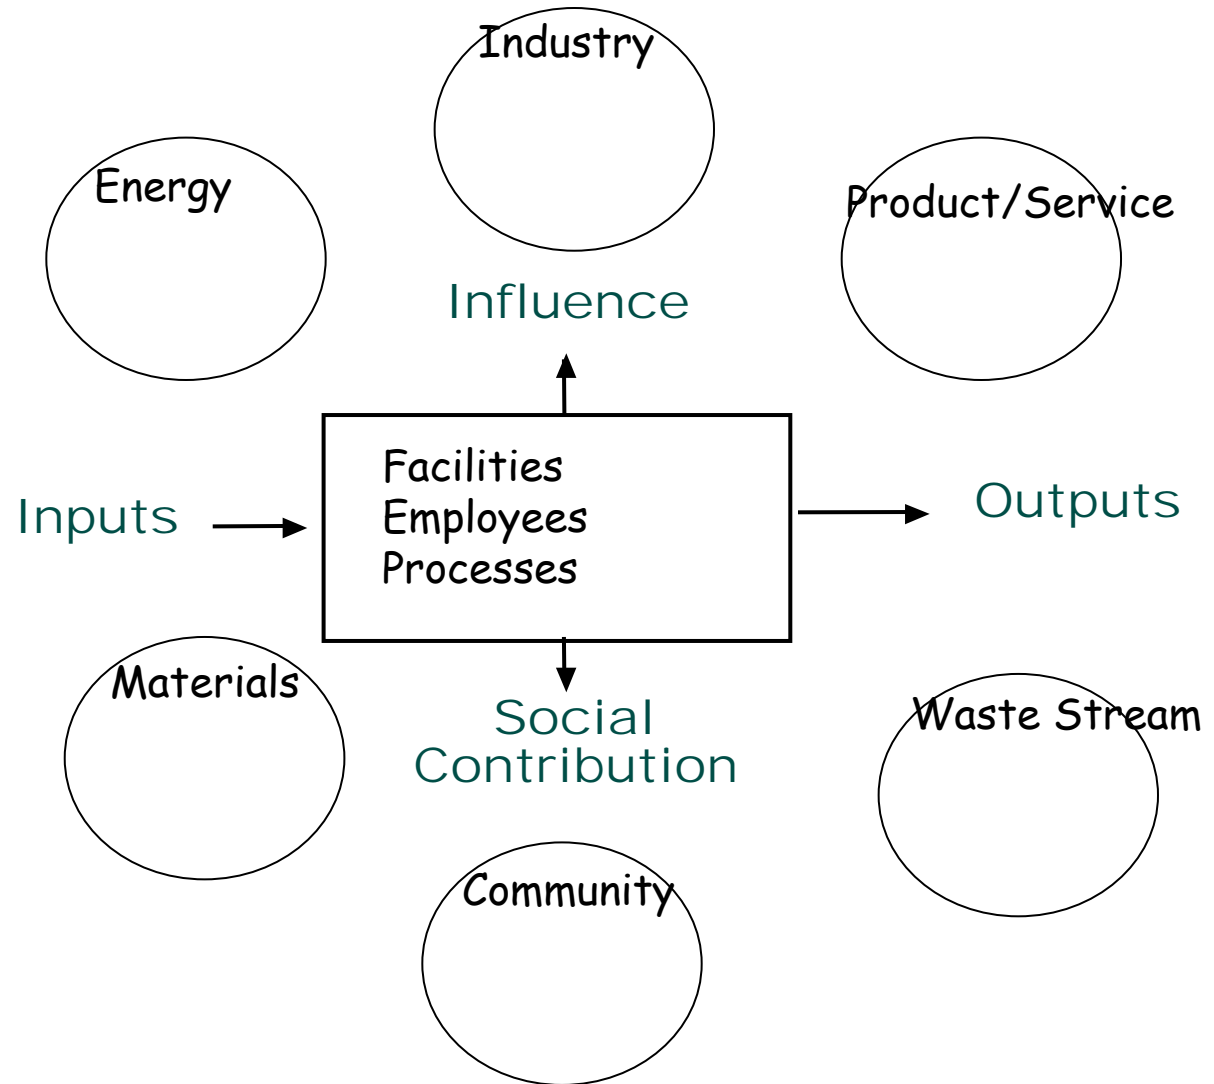 Industry
Energy
Product/Service
Influence
Facilities
Employees
Processes
Inputs
Outputs
Materials
Social
Contribution
Waste Stream
Community